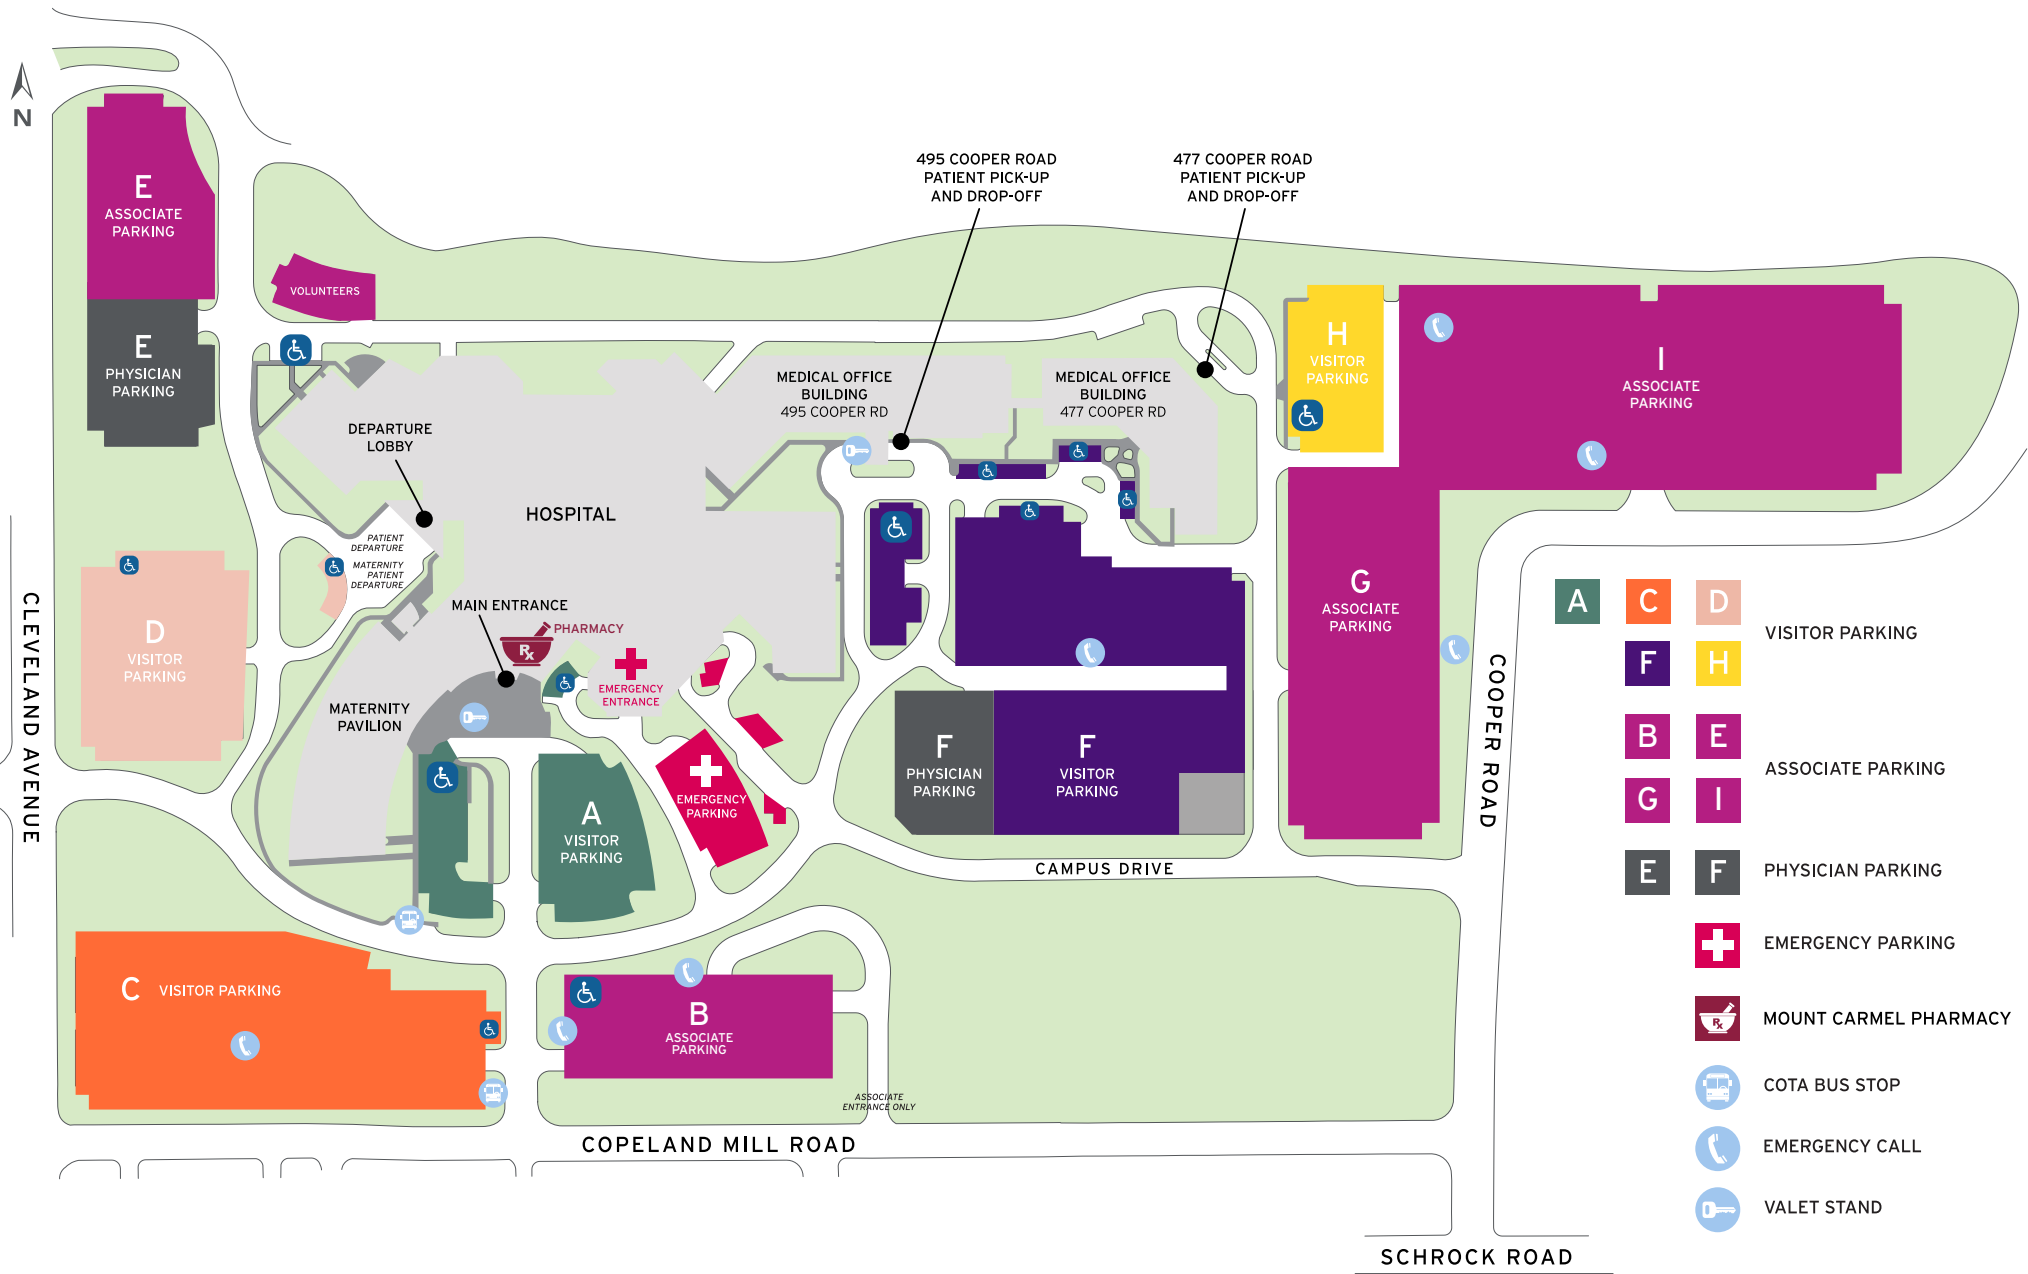 N
E
ASSOCIATE
PARKING
E
PHYSICIAN
PARKING
VOLUNTEERS
495 COOPER ROAD
PATIENT PICK-UP
AND DROP-OFF
477 COOPER ROAD
PATIENT PICK-UP
AND DROP-OFF
MEDICAL OFFICE
BUILDING
495 COOPER RD
MEDICAL OFFICE
BUILDING
477 COOPER RD
H
VISITOR
PARKING
I
ASSOCIATE
PARKING
DEPARTURE
LOBBY
HOSPITAL
PATIENT
DEPARTURE
MATERNITY
PATIENT
DEPARTURE
MAIN ENTRANCE
PHARMACY
Rx
EMERGENCY
ENTRANCE
MATERNITY
PAVILION
D
VISITOR
PARKING
CLEVELAND AVENUE
G
ASSOCIATE
PARKING
COOPER ROAD
F
PHYSICIAN
PARKING
F
VISITOR
PARKING
EMERGENCY
PARKING
A
VISITOR
PARKING
CAMPUS DRIVE
C VISITOR PARKING
B
ASSOCIATE
PARKING
ASSOCIATE
ENTRANCE ONLY
COPELAND MILL ROAD
SCHROCK ROAD
A C D
F H
VISITOR PARKING
B E
G I
ASSOCIATE PARKING
E F PHYSICIAN PARKING
EMERGENCY PARKING
Rx MOUNT CARMEL PHARMACY
COTA BUS STOP
EMERGENCY CALL
VALET STAND